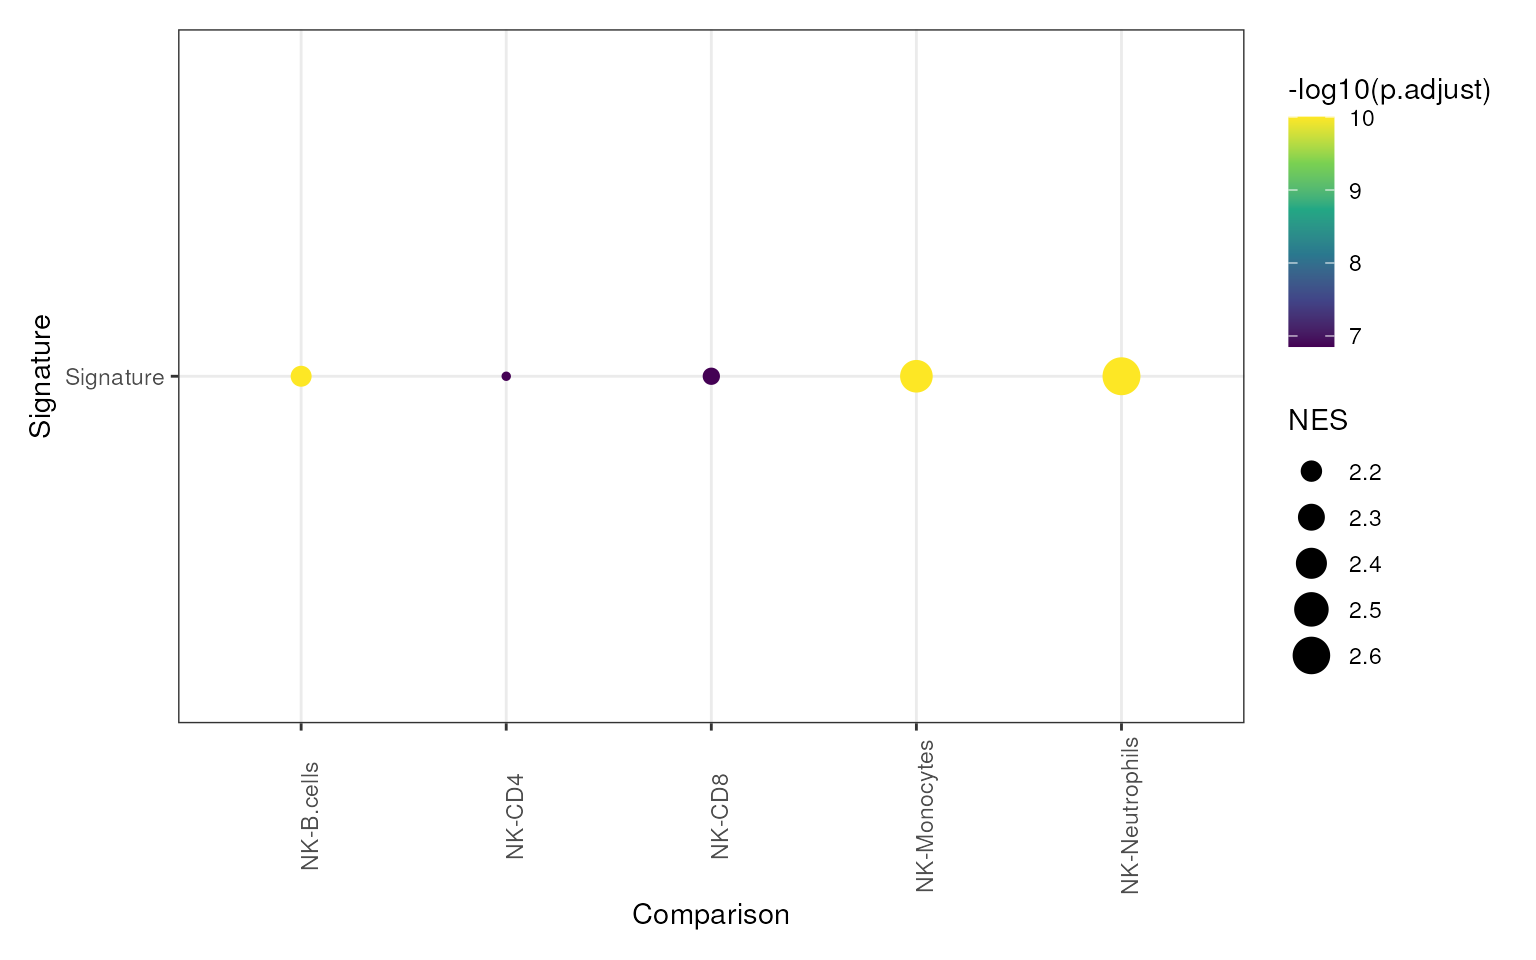 Signature
Signature
NK-B.cells
NK-CD4
NK-CD8
NK-Monocytes
NK-Neutrophils
Comparison
-log10(p.adjust)
10
9
8
7
NES
2.2
2.3
2.4
2.5
2.6